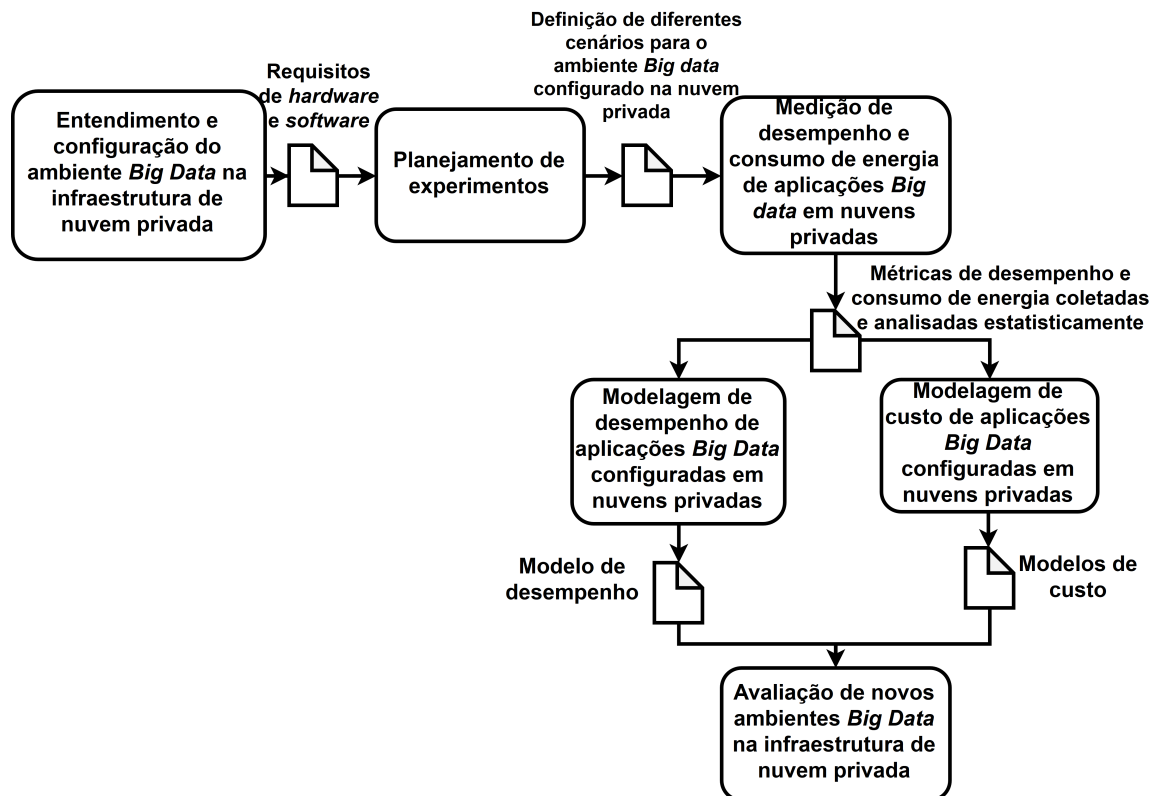 Entendimento e
configuração do
ambiente Big Data na
infraestrutura de
nuvem privada
Requisitos
de hardware
e software
Planejamento de
experimentos
Definição de diferentes
cenários para o
ambiente Big data
configurado na nuvem
privada
Medição de
desempenho e
consumo de energia
de aplicações Big
data em nuvens
privadas
Métricas de desempenho e
consumo de energia coletadas
e analisadas estatisticamente
Modelagem de
desempenho de
aplicações Big Data
configuradas em
nuvens privadas
Modelagem de
custo de aplicações
Big Data
configuradas em
nuvens privadas
Modelo de
desempenho
Modelos de
custo
Avaliação de novos
ambientes Big Data
na infraestrutura de
nuvem privada